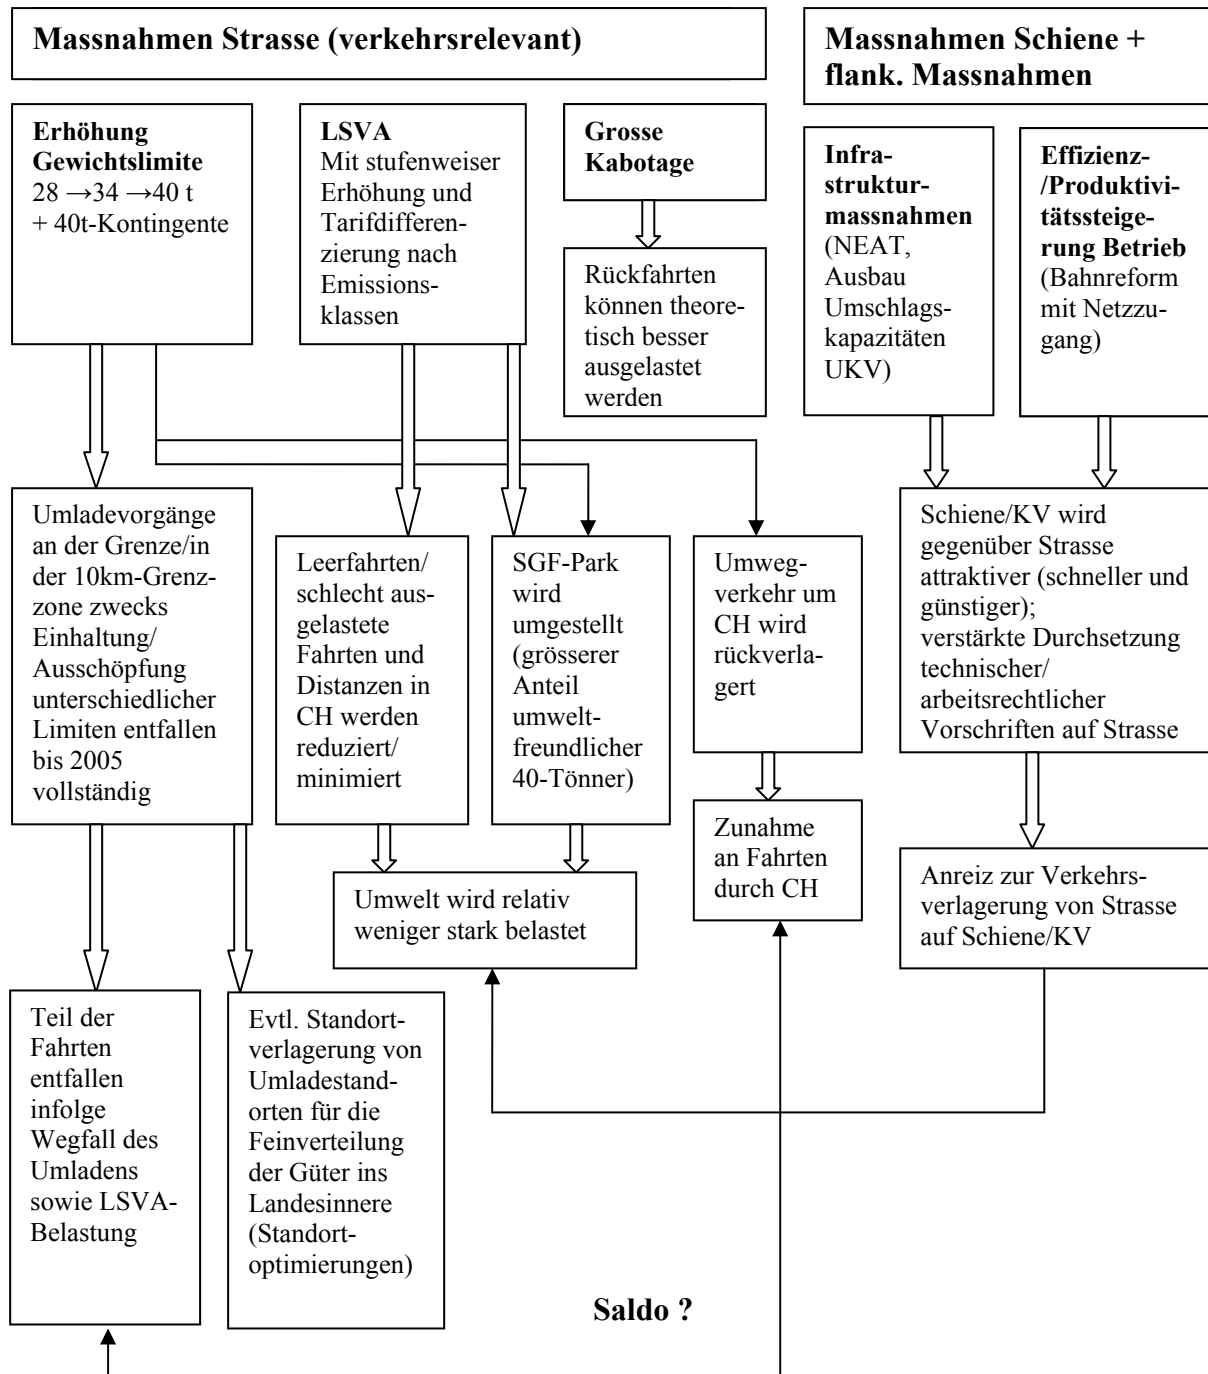 Massnahmen Strasse (verkehrsrelevant)
Massnahmen Schiene +
flank. Massnahmen
Erhöhung
Gewichtslimite
28 →34 →40 t
+ 40t-Kontingente
LSVA
Mit stufenweiser
Erhöhung und
Tarifdifferen-
zierung nach
Emissions-
klassen
Grosse
Kabotage
Infra-
struktur-
massnahmen
(NEAT,
Ausbau
Umschlags-
kapazitäten
UKV)
Effizienz-
/Produktivi-
tätssteige-
rung Betrieb
(Bahnreform
mit Netzzu-
gang)
Rückfahrten
können theore-
tisch besser
ausgelastet
werden
Umladevorgänge
an der Grenze/in
der 10km-Grenz-
zone zwecks
Einhaltung/
Ausschöpfung
unterschiedlicher
Limiten entfallen
bis 2005
vollständig
Leerfahrten/
schlecht aus-
gelastete
Fahrten und
Distanzen in
CH werden
reduziert/
minimiert
SGF-Park
wird
umgestellt
(grösserer
Anteil
umwelt-
freundlicher
40-Tönner)
Umweg-
verkehr um
CH wird
rückverla-
gert
Schiene/KV wird
gegenüber Strasse
attraktiver (schneller und
günstiger);
verstärkte Durchsetzung
technischer/
arbeitsrechtlicher
Vorschriften auf Strasse
Umwelt wird relativ
weniger stark belastet
Zunahme
an Fahrten
durch CH
Anreiz zur Verkehrs-
verlagerung von Strasse
auf Schiene/KV
Teil der
Fahrten
entfallen
infolge
Wegfall des
Umladens
sowie LSVA-
Belastung
Evtl. Standort-
verlagerung von
Umladestand-
orten für die
Feinverteilung
der Güter ins
Landesinnere
(Standort-
optimierungen)
Saldo ?